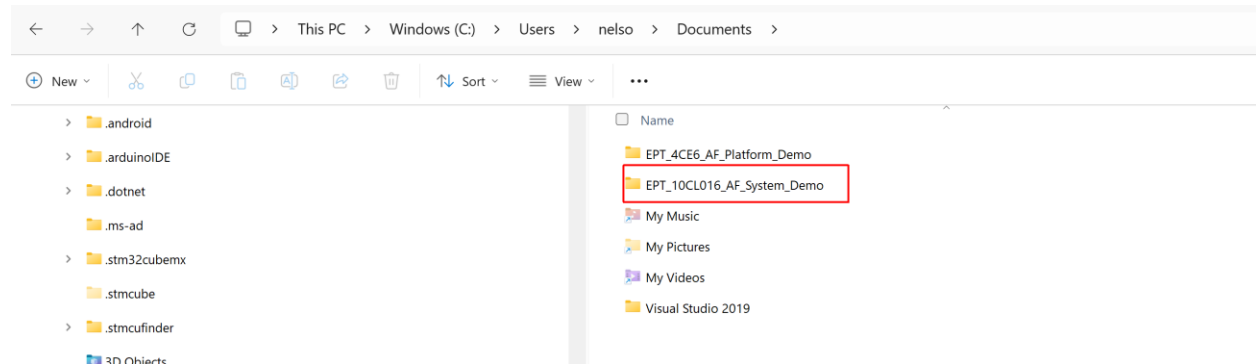 This PC > Windows (C:) > Users > nelso > Documents >
New Sort View ...
.android
.arduinoIDE
.dotnet
.ms-ad
.stm32cubemx
.stmcube
.stmcufinder
3D Objects
Name
EPT_4CE6_AF_Platform_Demo
EPT_10CL016_AF_System_Demo
My Music
My Pictures
My Videos
Visual Studio 2019